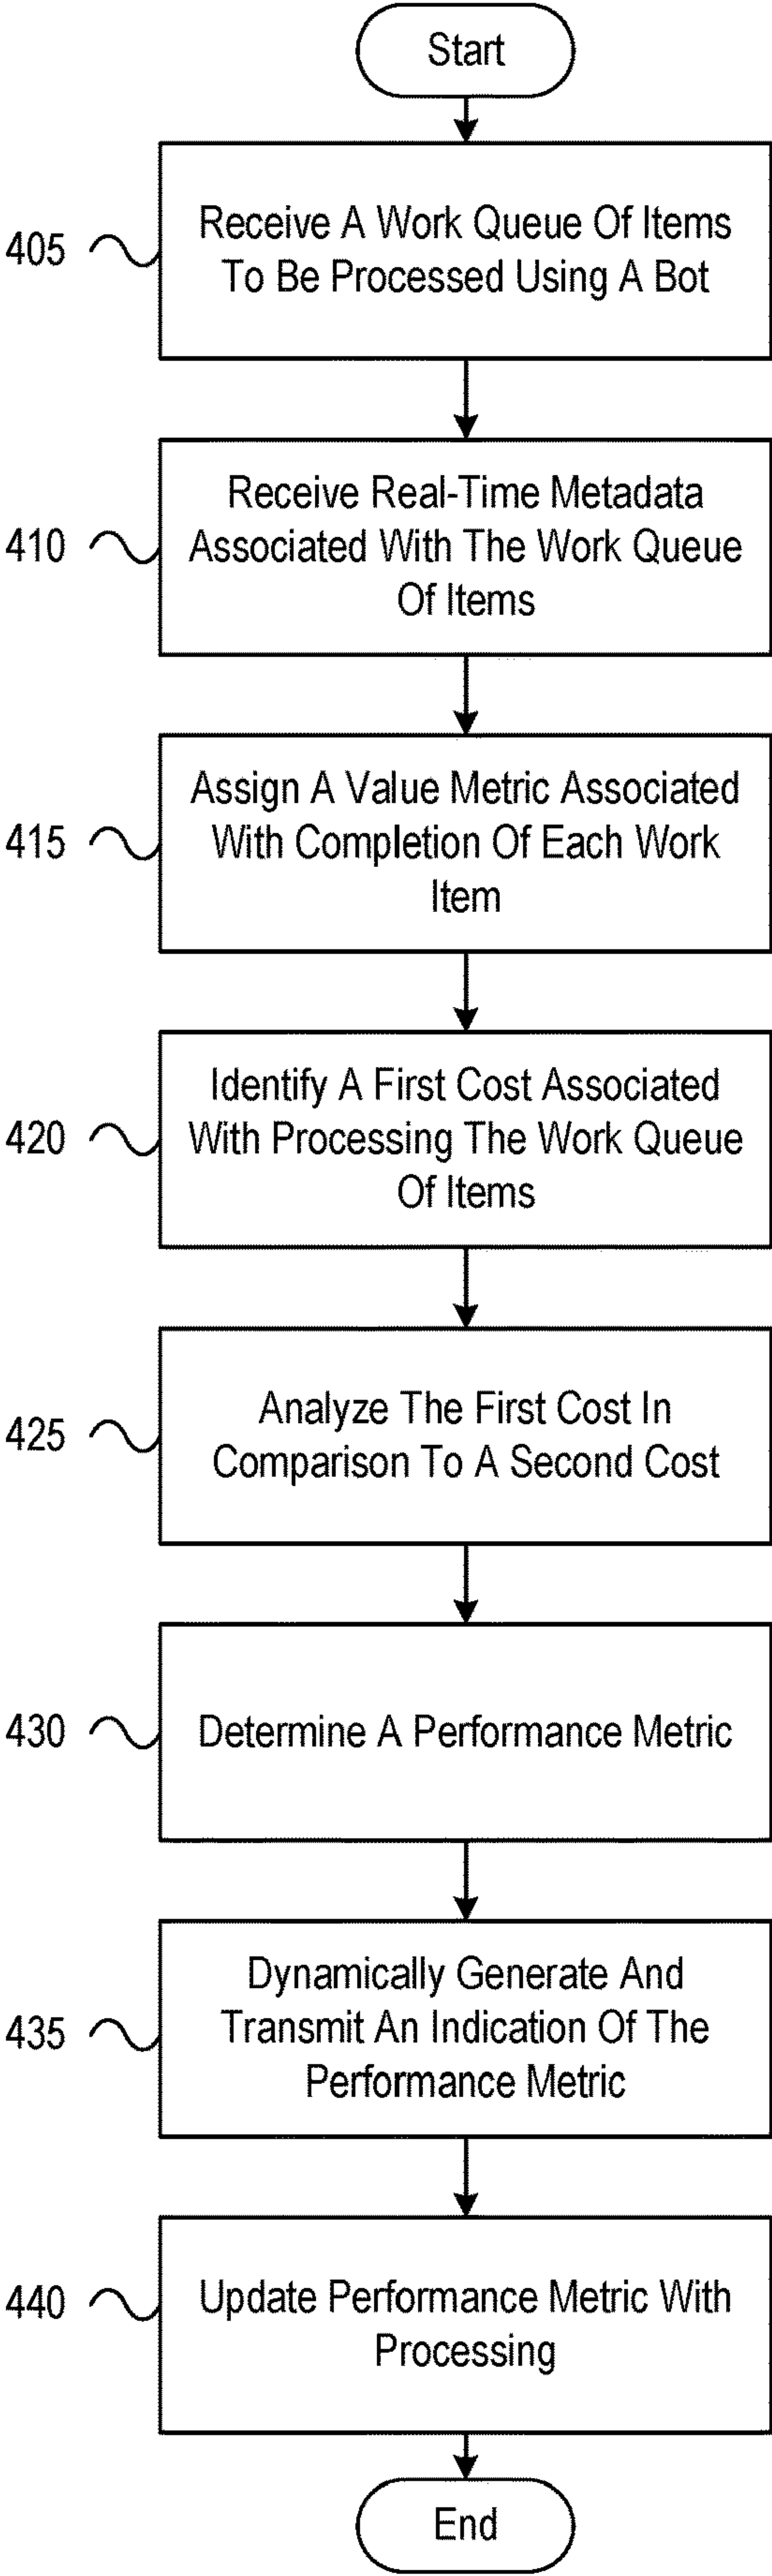 Start
405
Receive A Work Queue Of Items
To Be Processed Using A Bot
410
Receive Real-Time Metadata
Associated With The Work Queue
Of Items
415
Assign A Value Metric Associated
With Completion Of Each Work
Item
420
Identify A First Cost Associated
With Processing The Work Queue
Of Items
425
Analyze The First Cost In
Comparison To A Second Cost
430
Determine A Performance Metric
435
Dynamically Generate And
Transmit An Indication Of The
Performance Metric
440
Update Performance Metric With
Processing
End